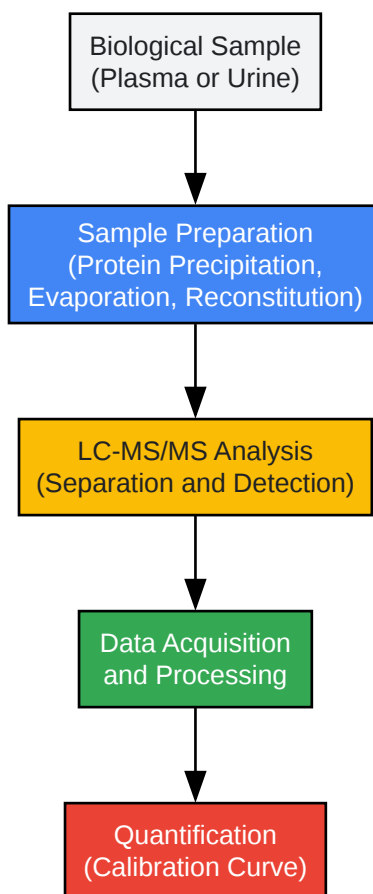 Biological Sample
(Plasma or Urine)
Sample Preparation
(Protein Precipitation,
Evaporation, Reconstitution)
LC-MS/MS Analysis
(Separation and Detection)
Data Acquisition
and Processing
Quantification
(Calibration Curve)